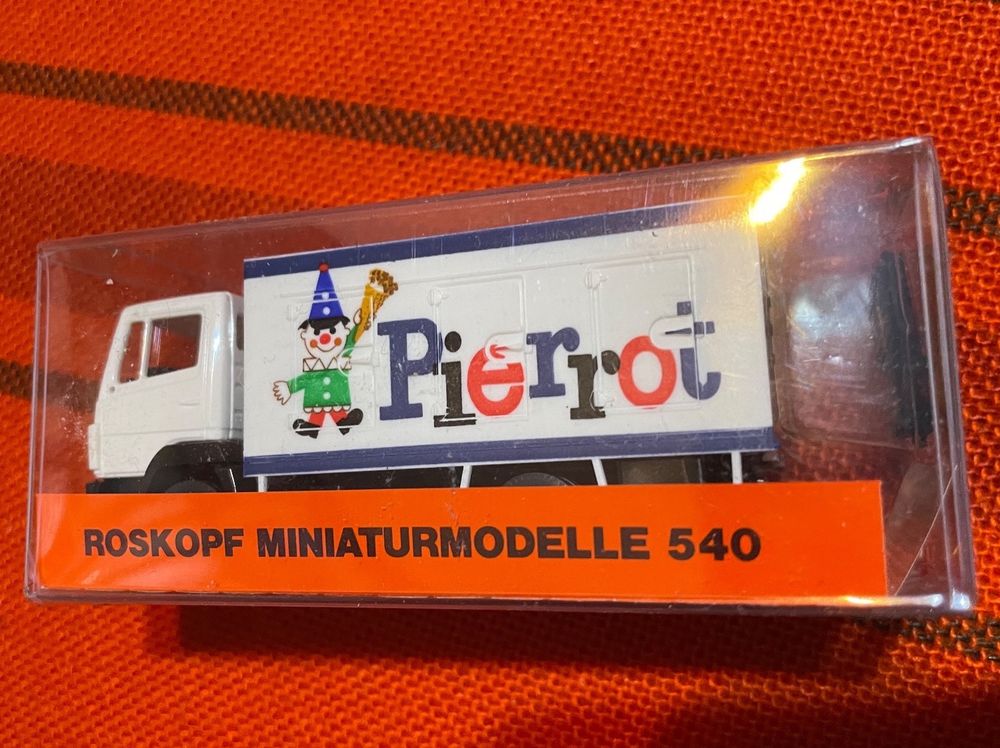 Pierrot
ROSKOPF MINIATURMODELLE 540